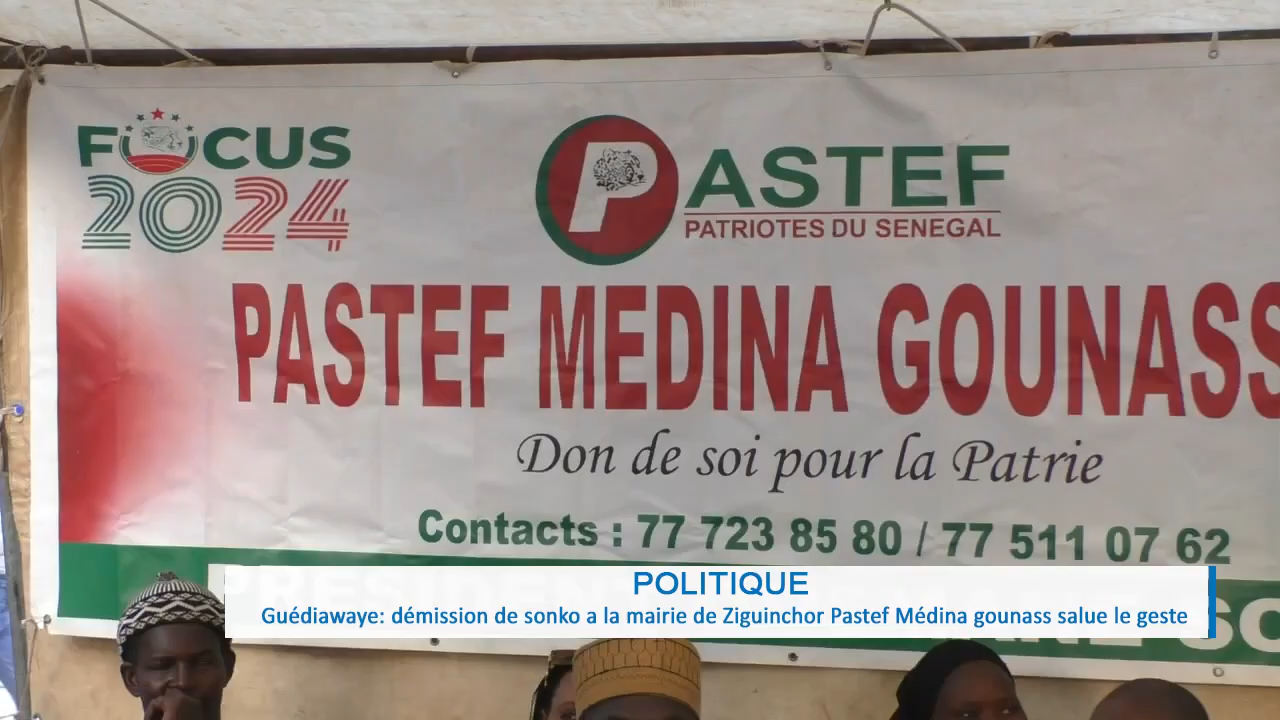 FOCUS
2024
PASTEF
PATRIOTES DU SENEGAL
PASTEF MEDINA GOUNASS
Don de soi pour la Patrie
Contacts : 77 723 85 80 / 77 511 07 62
POLITIQUE
Guédiawaye: démission de sonko a la mairie de Ziguinchor Pastef Médina gounass salue le geste